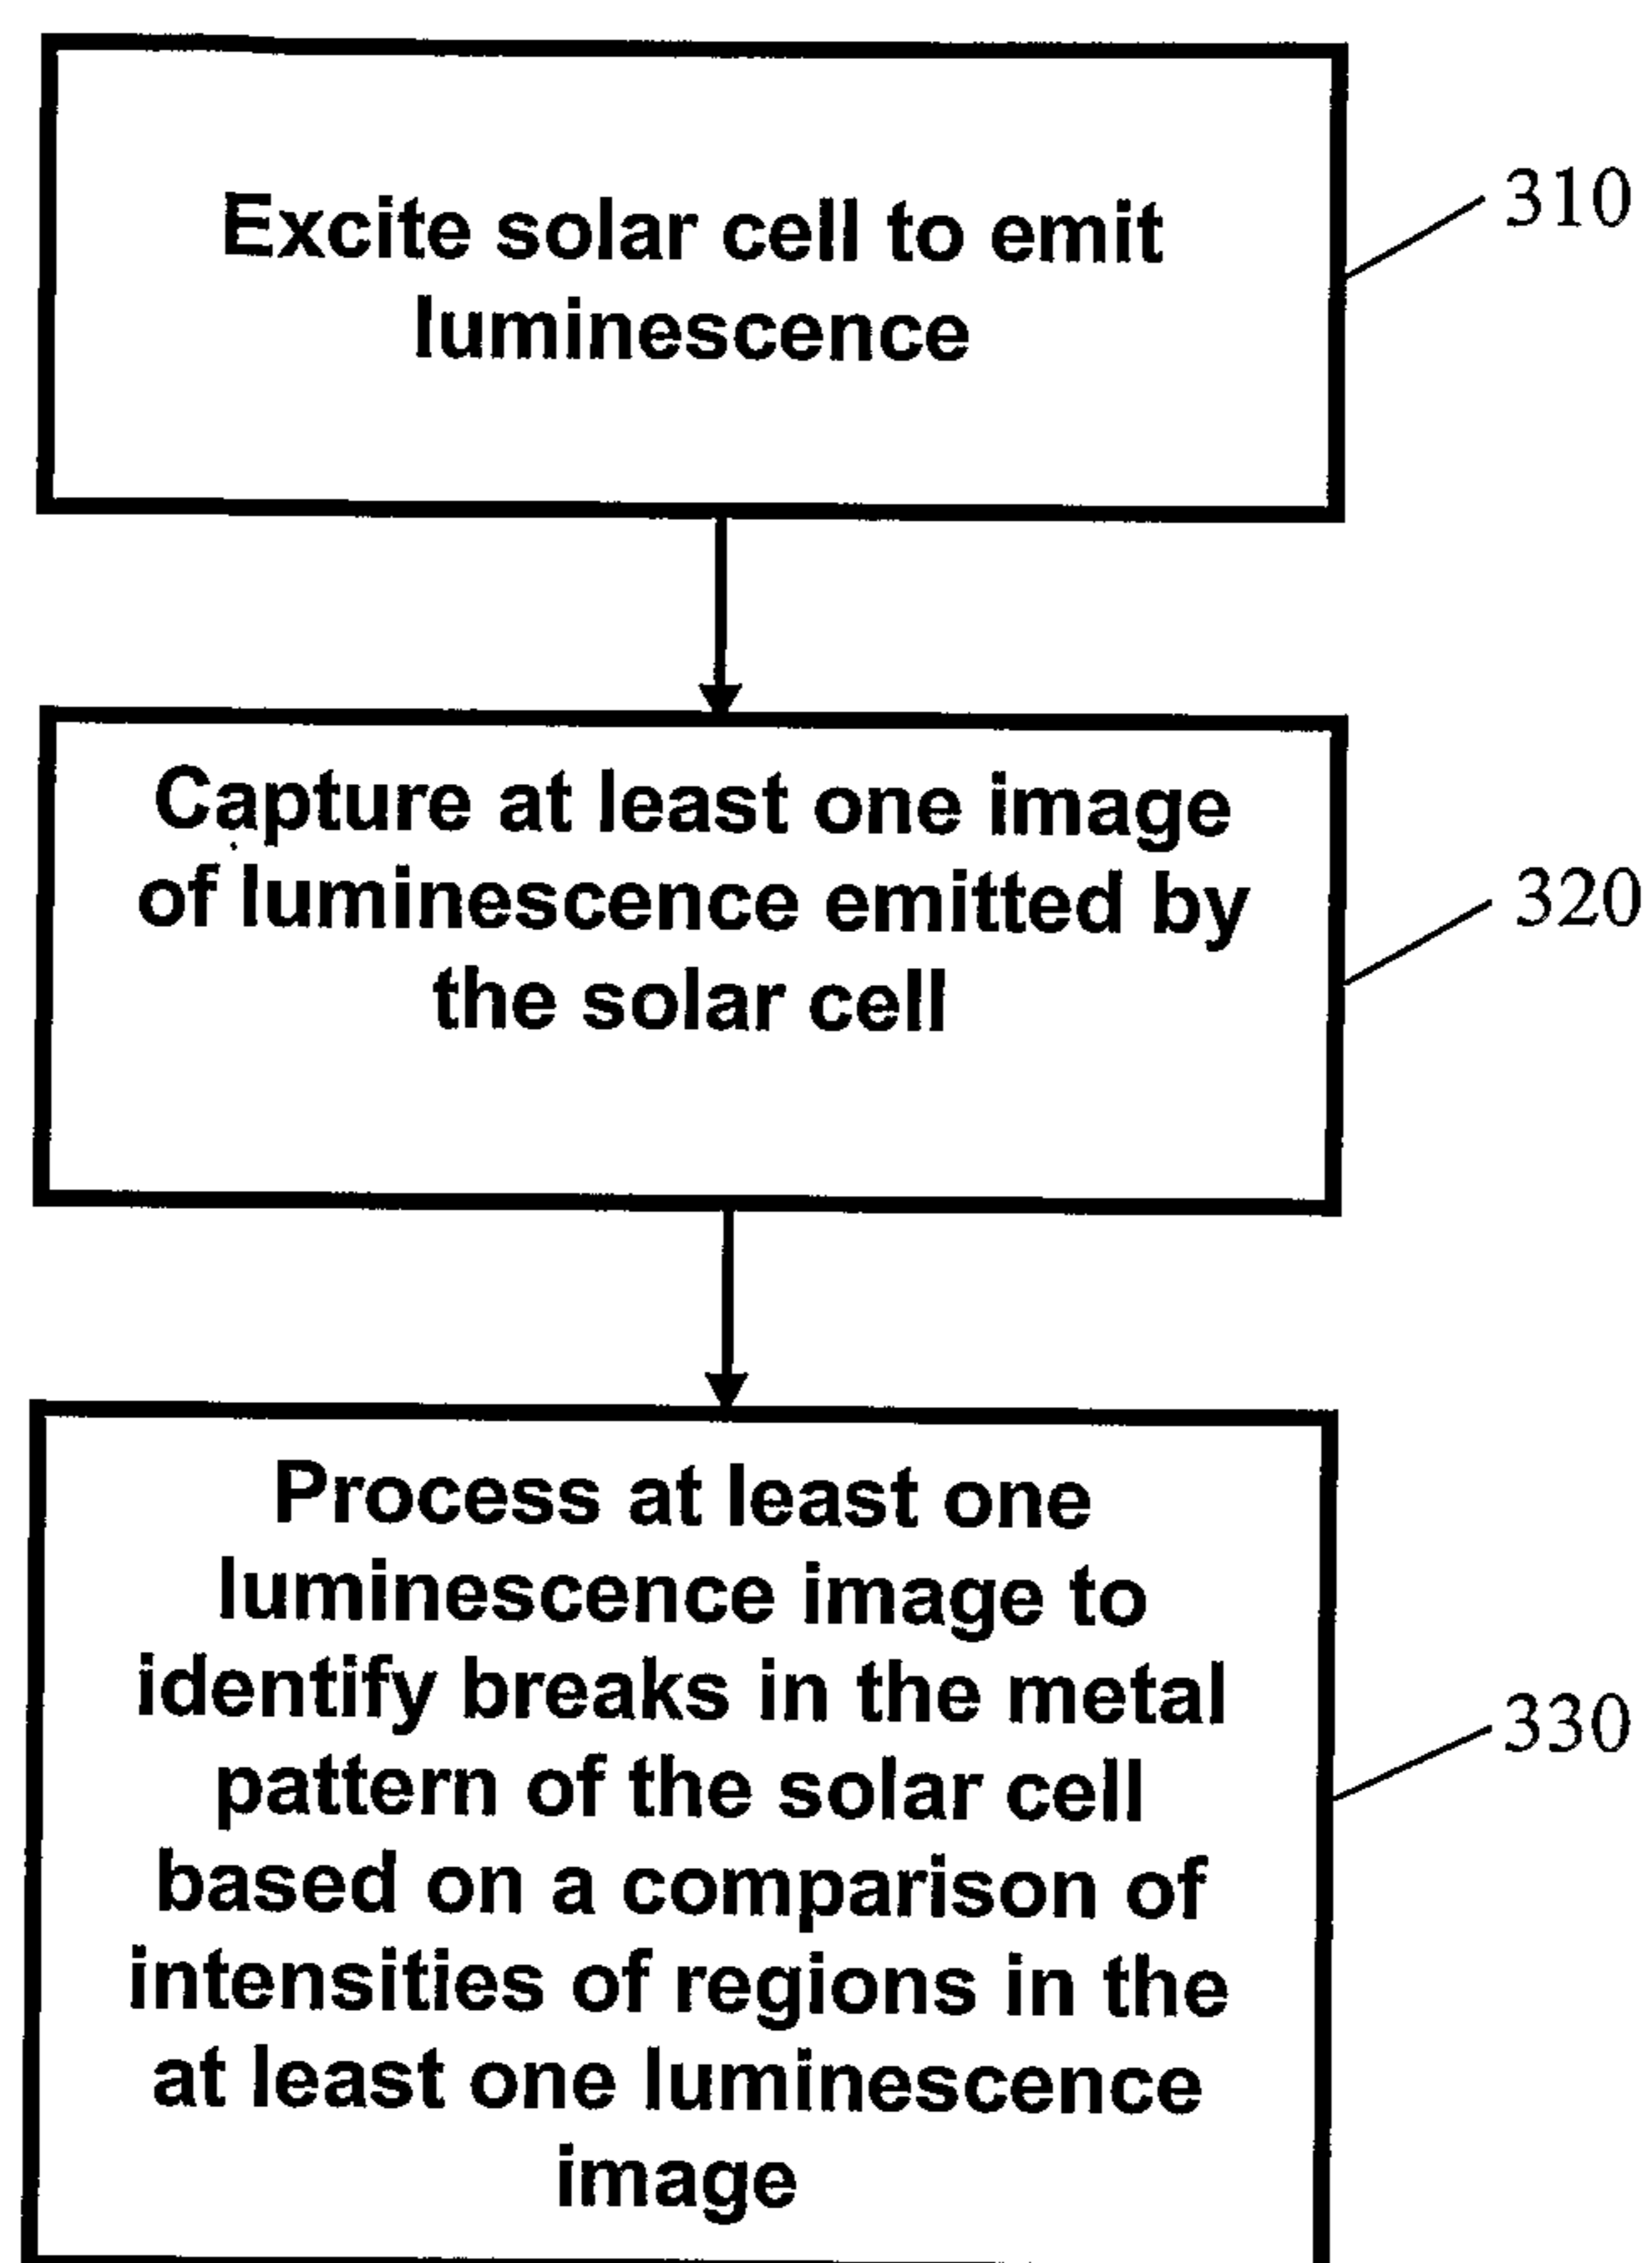 Excite solar cell to emit
luminescence
310
Capture at least one image
of luminescence emitted by
the solar cell
320
Process at least one
luminescence image to
identify breaks in the metal
pattern of the solar cell
based on a comparison of
intensities of regions in the
at least one luminescence
image
330